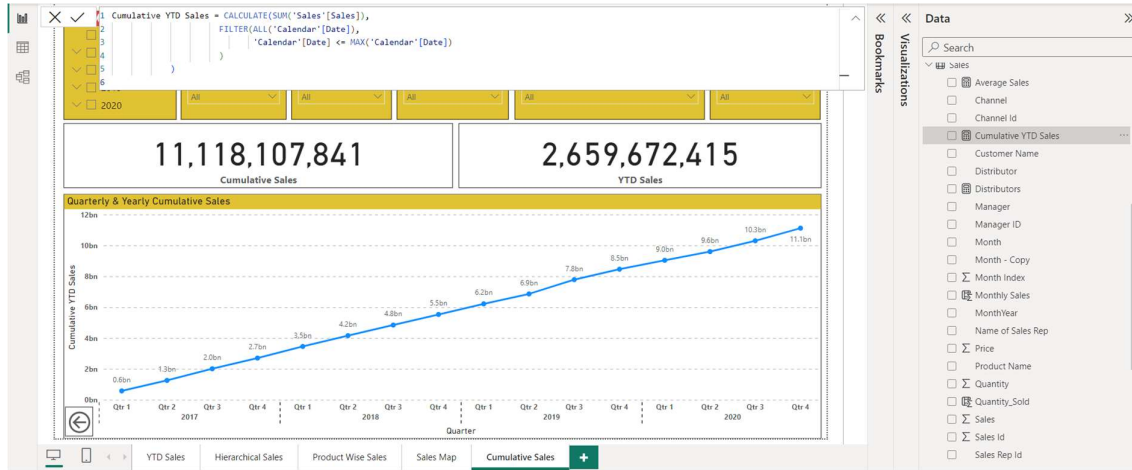 1 Cumulative YTD Sales = CALCULATE(SUM('Sales'[Sales]),
2 FILTER(ALL('Calendar'[Date]),
3 'Calendar'[Date] <= MAX('Calendar'[Date])
4 )
5 )
6
2020
All
All
All
All
All
11,118,107,841
Cumulative Sales
2,659,672,415
YTD Sales
Quarterly & Yearly Cumulative Sales
Cumulative YTD Sales
12bn
10bn
8bn
6bn
4bn
2bn
0bn
0.6bn
1.3bn
2.0bn
2.7bn
3.5bn
4.2bn
4.8bn
5.5bn
6.2bn
6.9bn
7.8bn
8.5bn
9.0bn
9.6bn
10.3bn
11.1bn
Qtr 1 Qtr 2 Qtr 3 Qtr 4 Qtr 1 Qtr 2 Qtr 3 Qtr 4 Qtr 1 Qtr 2 Qtr 3 Qtr 4 Qtr 1 Qtr 2 Qtr 3 Qtr 4
2017 2018 2019 2020
Quarter
YTD Sales Hierarchical Sales Product Wise Sales Sales Map Cumulative Sales +
Bookmarks
Visualizations
Data
Search
Sales
Average Sales
Channel
Channel Id
Cumulative YTD Sales
Customer Name
Distributor
Distributors
Manager
Manager ID
Month
Month - Copy
Month Index
Monthly Sales
MonthYear
Name of Sales Rep
Price
Product Name
Quantity
Quantity_Sold
Sales
Sales Id
Sales Rep Id